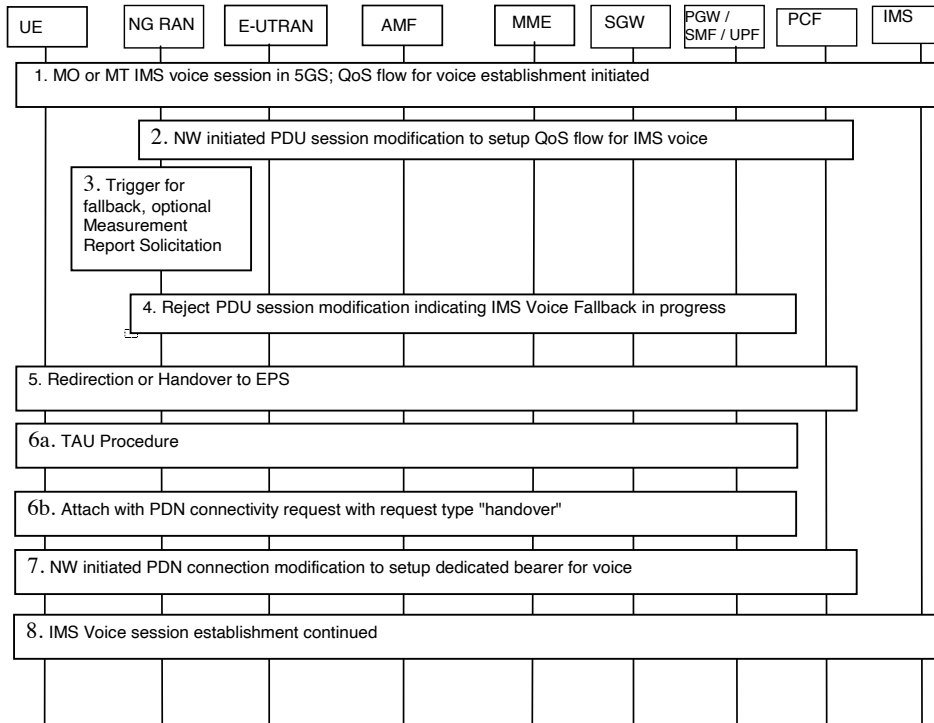 UE
NG RAN
E-UTRAN
AMF
MME
SGW
PGW /
SMF / UPF
PCF
IMS
1. MO or MT IMS voice session in 5GS; QoS flow for voice establishment initiated
2. NW initiated PDU session modification to setup QoS flow for IMS voice
3. Trigger for
fallback, optional
Measurement
Report Solicitation
4. Reject PDU session modification indicating IMS Voice Fallback in progress
5. Redirection or Handover to EPS
6a. TAU Procedure
6b. Attach with PDN connectivity request with request type "handover"
7. NW initiated PDN connection modification to setup dedicated bearer for voice
8. IMS Voice session establishment continued